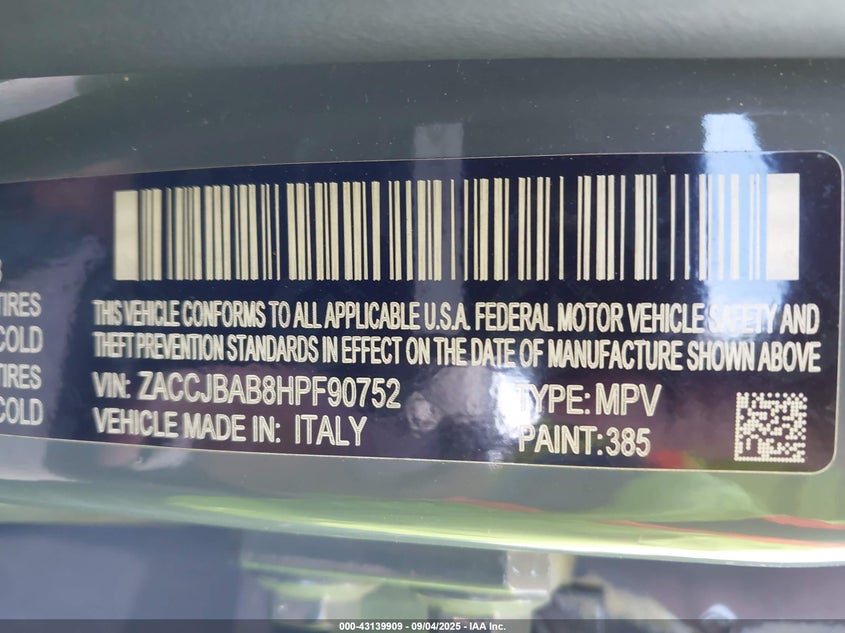 TIRES
COLD
TIRES
COLD
THIS VEHICLE CONFORMS TO ALL APPLICABLE U.S.A. FEDERAL MOTOR VEHICLE SAFETY AND
THEFT PREVENTION STANDARDS IN EFFECT ON THE DATE OF MANUFACTURE SHOWN ABOVE
VIN: ZACCJBAB8HPF90752 TYPE: MPV
VEHICLE MADE IN: ITALY PAINT: 385
000-43139909 - 09/04/2025 - IAA Inc.